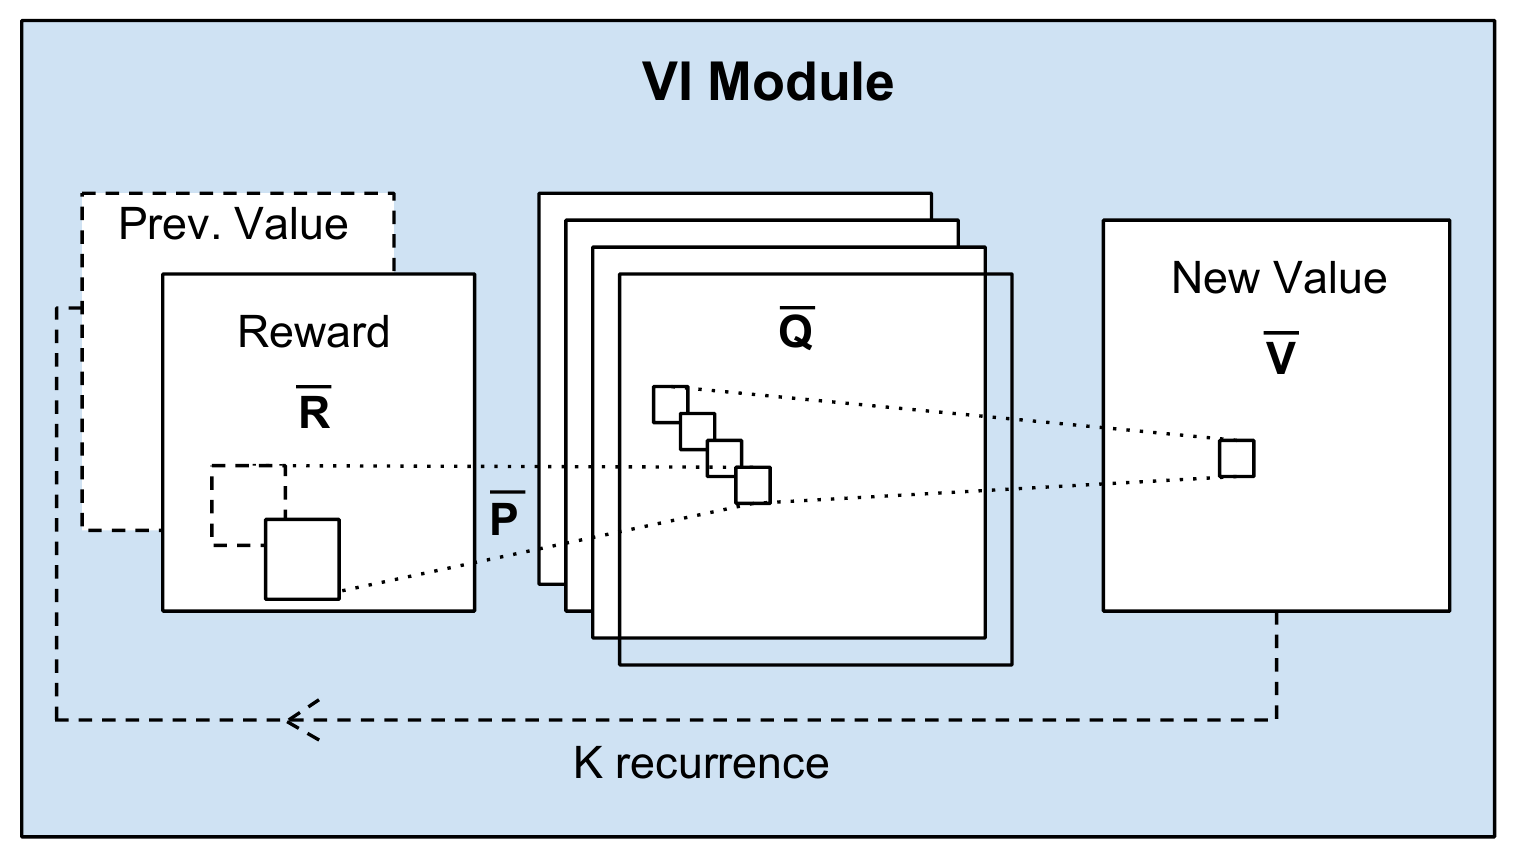 VI Module
Prev. Value
Reward
R̅
P̅
Q̅
New Value
V̅
K recurrence